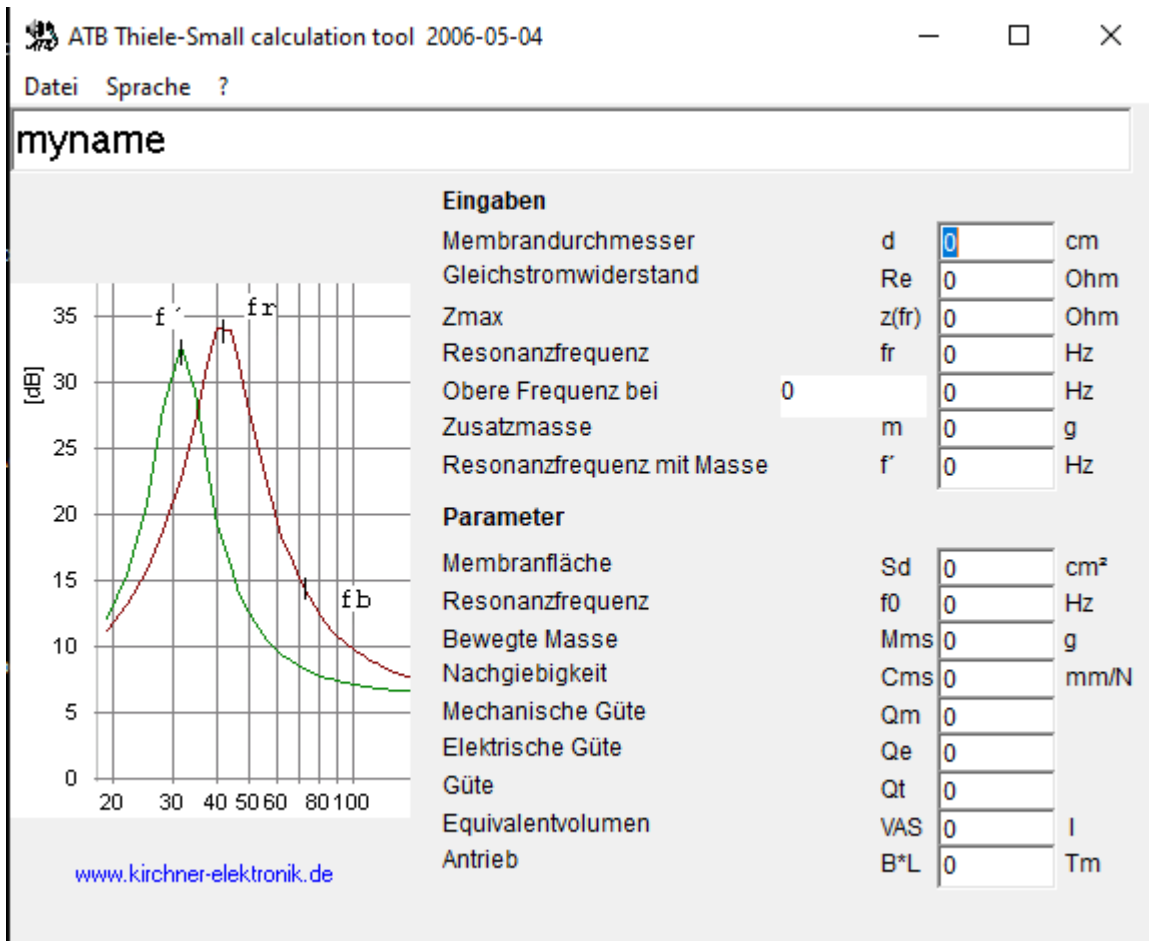 ATB Thiele-Small calculation tool 2006-05-04
Datei Sprache ?
myname
Eingaben
Membrandurchmesser d 0 cm
Gleichstromwiderstand Re 0 Ohm
Zmax z(fr) 0 Ohm
Resonanzfrequenz fr 0 Hz
Obere Frequenz bei 0 0 Hz
Zusatzmasse m 0 g
Resonanzfrequenz mit Masse f´ 0 Hz
Parameter
Membranfläche Sd 0 cm²
Resonanzfrequenz f0 0 Hz
Bewegte Masse Mms 0 g
Nachgiebigkeit Cms 0 mm/N
Mechanische Güte Qm 0
Elektrische Güte Qe 0
Güte Qt 0
Equivalentvolumen VAS 0 l
Antrieb B*L 0 Tm
[dB]
f´ fr
fb
35
30
25
20
15
10
5
0
20 30 40 50 60 80 100
www.kirchner-elektronik.de